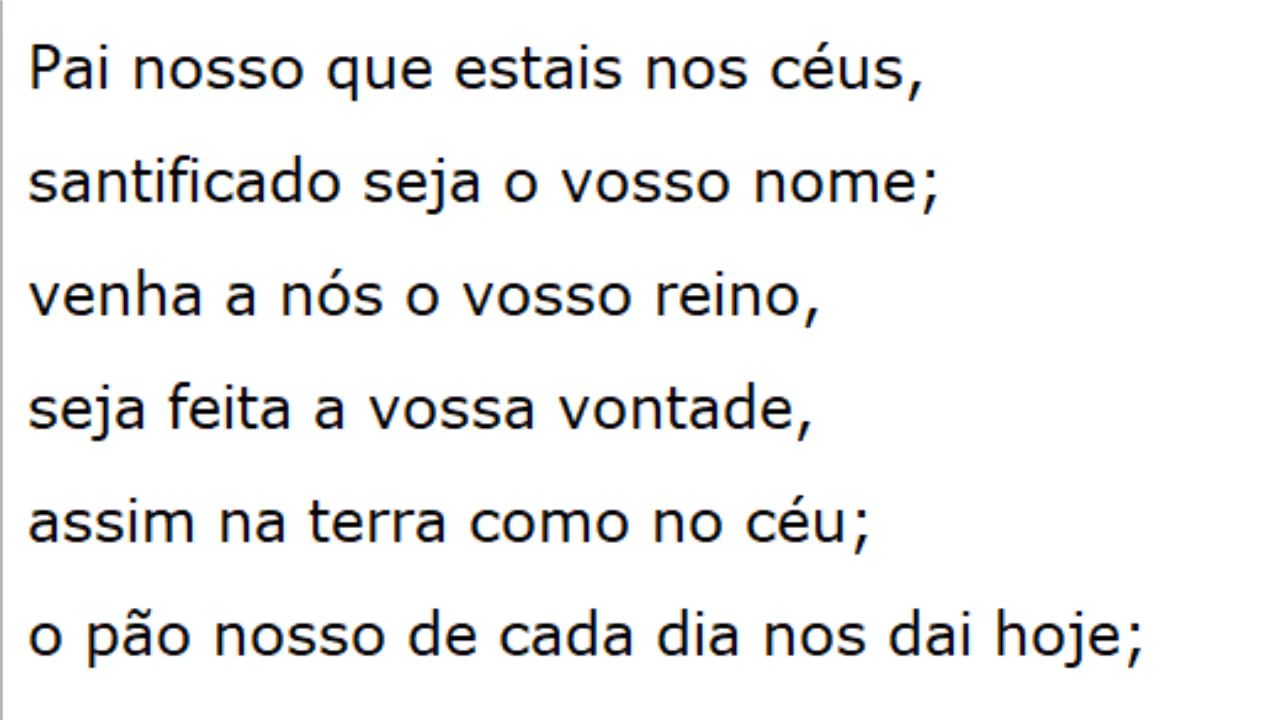 Pai nosso que estais nos céus,
santificado seja o vosso nome;
venha a nós o vosso reino,
seja feita a vossa vontade,
assim na terra como no céu;
o pão nosso de cada dia nos dai hoje;